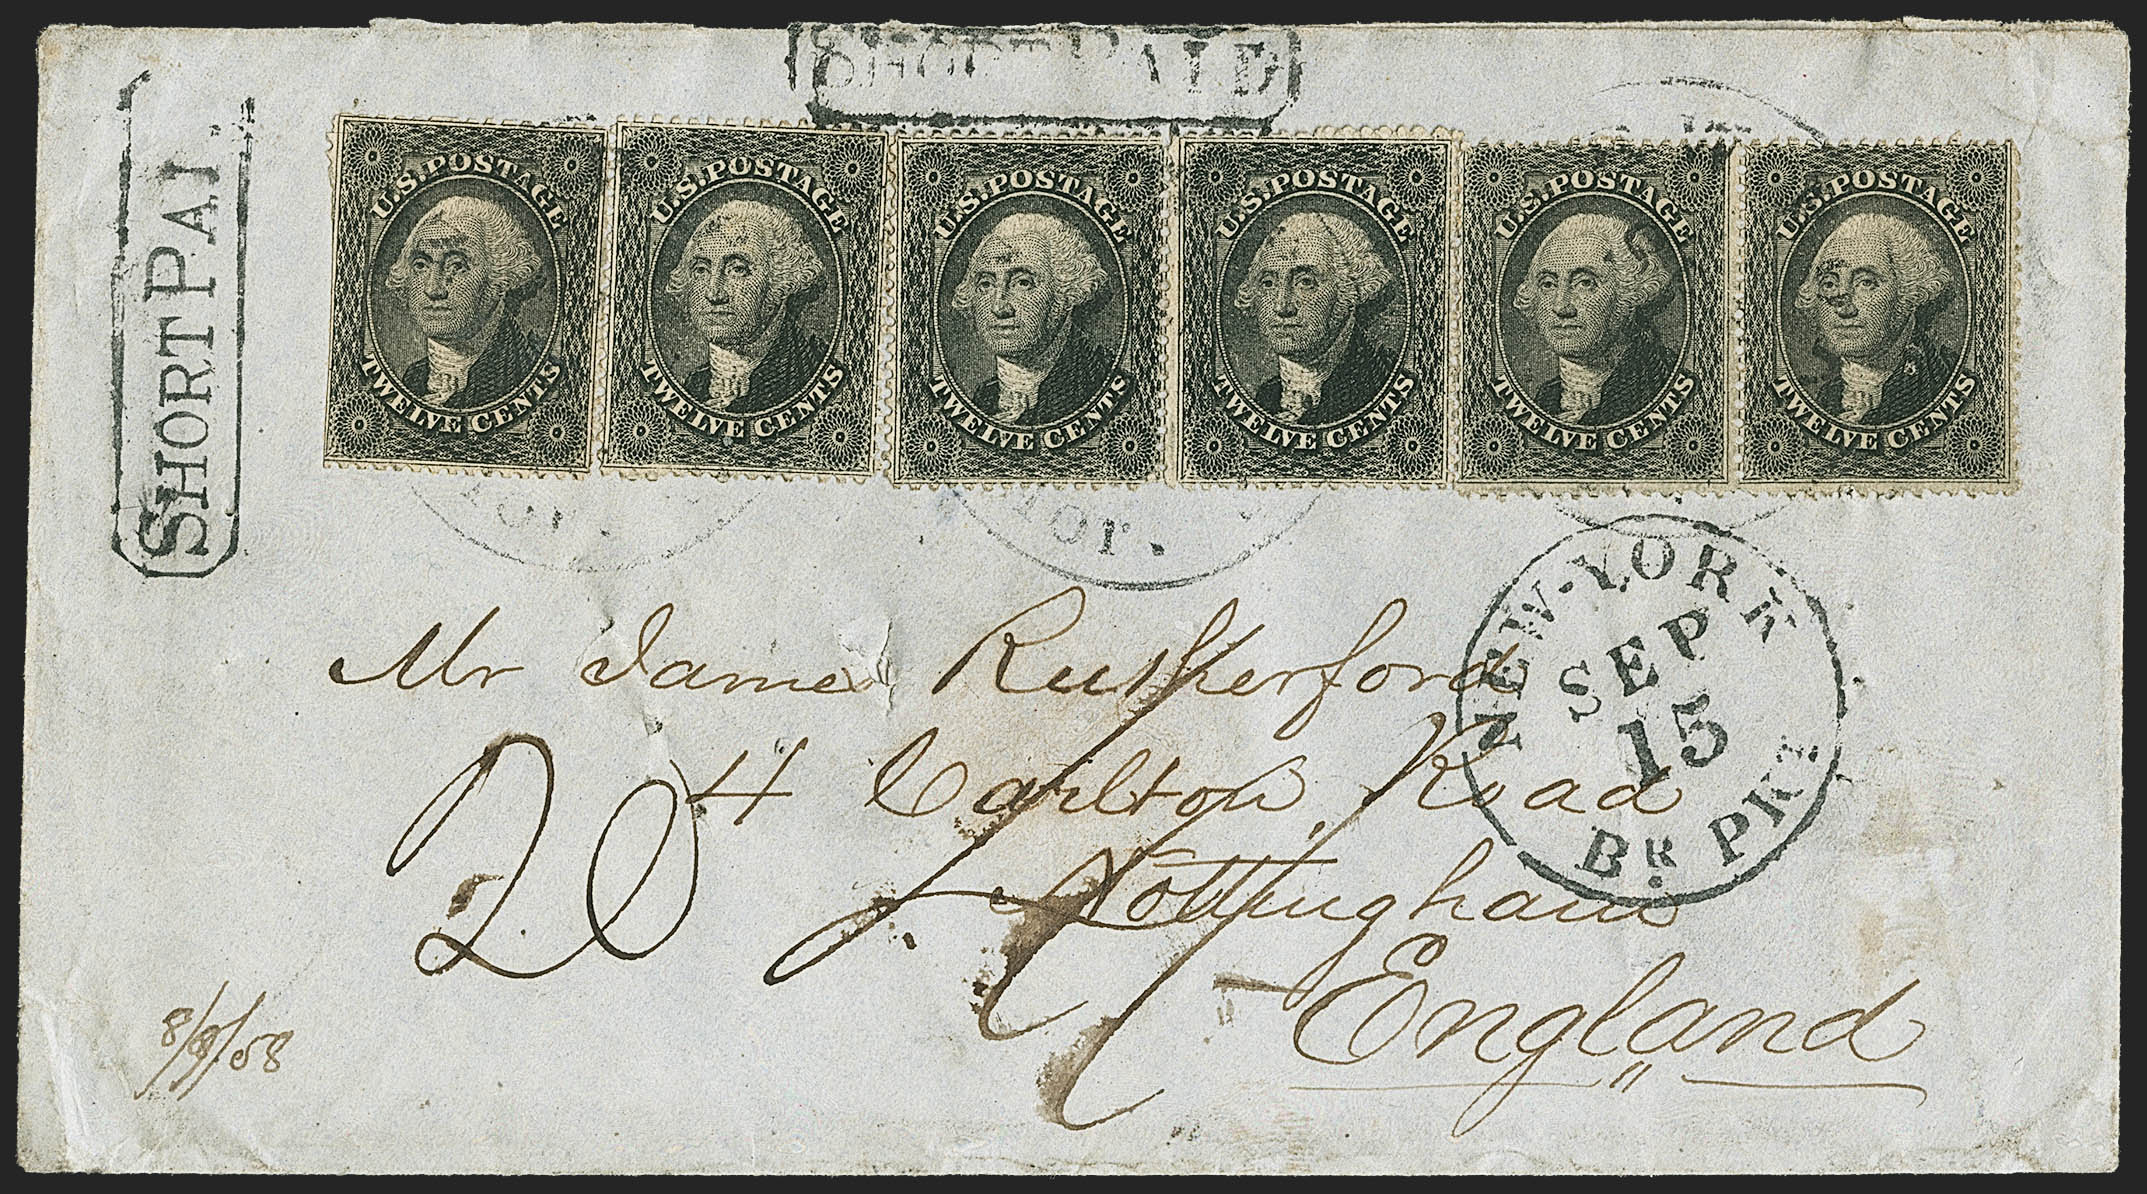 SHORT PAID
SHORT PAI
U.S. POSTAGE
TWELVE CENTS
U.S. POSTAGE
TWELVE CENTS
U.S. POSTAGE
TWELVE CENTS
U.S. POSTAGE
TWELVE CENTS
U.S. POSTAGE
TWELVE CENTS
U.S. POSTAGE
TWELVE CENTS
NEW-YORK
SEP
15
BR. PKT
Mr James Rutherford
4 Carlton Road
Nottingham
England
20
8/9/58